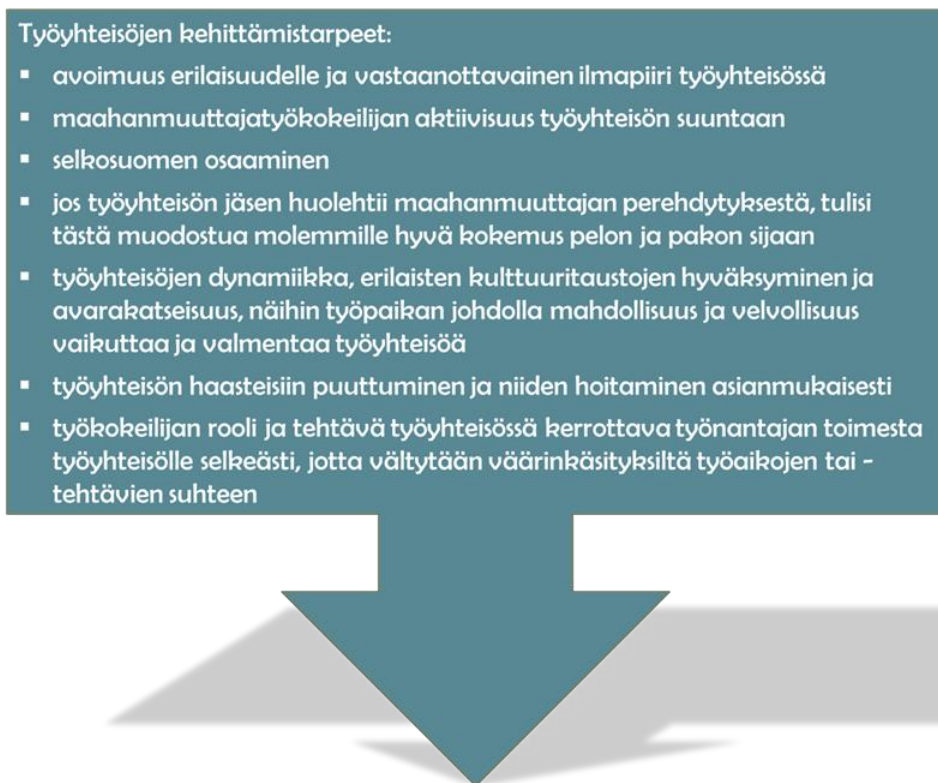 Työyhteisöjen kehittämistarpeet:
▪ avoimuus erilaisuudelle ja vastaanottavainen ilmapiiri työyhteisössä
▪ maahanmuuttajatyökokeilijan aktiivisuus työyhteisön suuntaan
▪ selkosuomen osaaminen
▪ jos työyhteisön jäsen huolehtii maahanmuuttajan perehdytyksestä, tulisi
tästä muodostua molemmille hyvä kokemus pelon ja pakon sijaan
▪ työyhteisöjen dynamiikka, erilaisten kulttuuritaustojen hyväksyminen ja
avarakatseisuus, näihin työpaikan johdolla mahdollisuus ja velvollisuus
vaikuttaa ja valmentaa työyhteisöä
▪ työyhteisön haasteisiin puuttuminen ja niiden hoitaminen asianmukaisesti
▪ työkokeilijan rooli ja tehtävä työyhteisössä kerrottava työnantajan toimesta
työyhteisölle selkeästi, jotta vältytään väärinkäsityksiltä työaikojen tai -
tehtävien suhteen